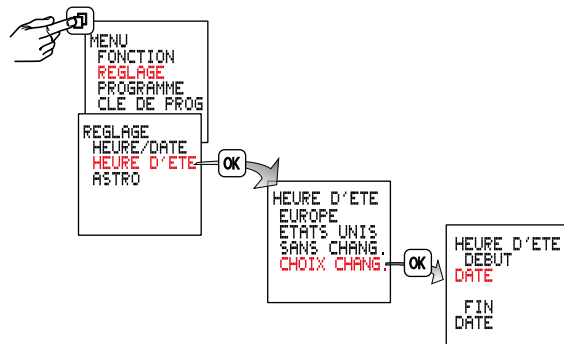 MENU
FONCTION
REGLAGE
PROGRAMME
CLE DE PROG
REGLAGE
HEURE/DATE
HEURE D'ETE
ASTRO
OK
HEURE D'ETE
EUROPE
ETATS UNIS
SANS CHANG.
CHOIX CHANG.
OK
HEURE D'ETE
DEBUT
DATE
FIN
DATE